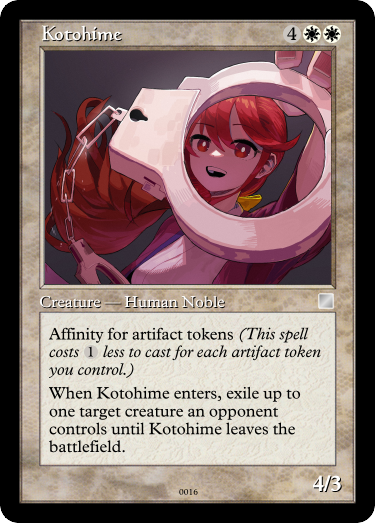 Kotohime 4
Creature — Human Noble
Affinity for artifact tokens (This spell
costs 1 less to cast for each artifact token
you control.)
When Kotohime enters, exile up to
one target creature an opponent
controls until Kotohime leaves the
battlefield.
4/3
0016